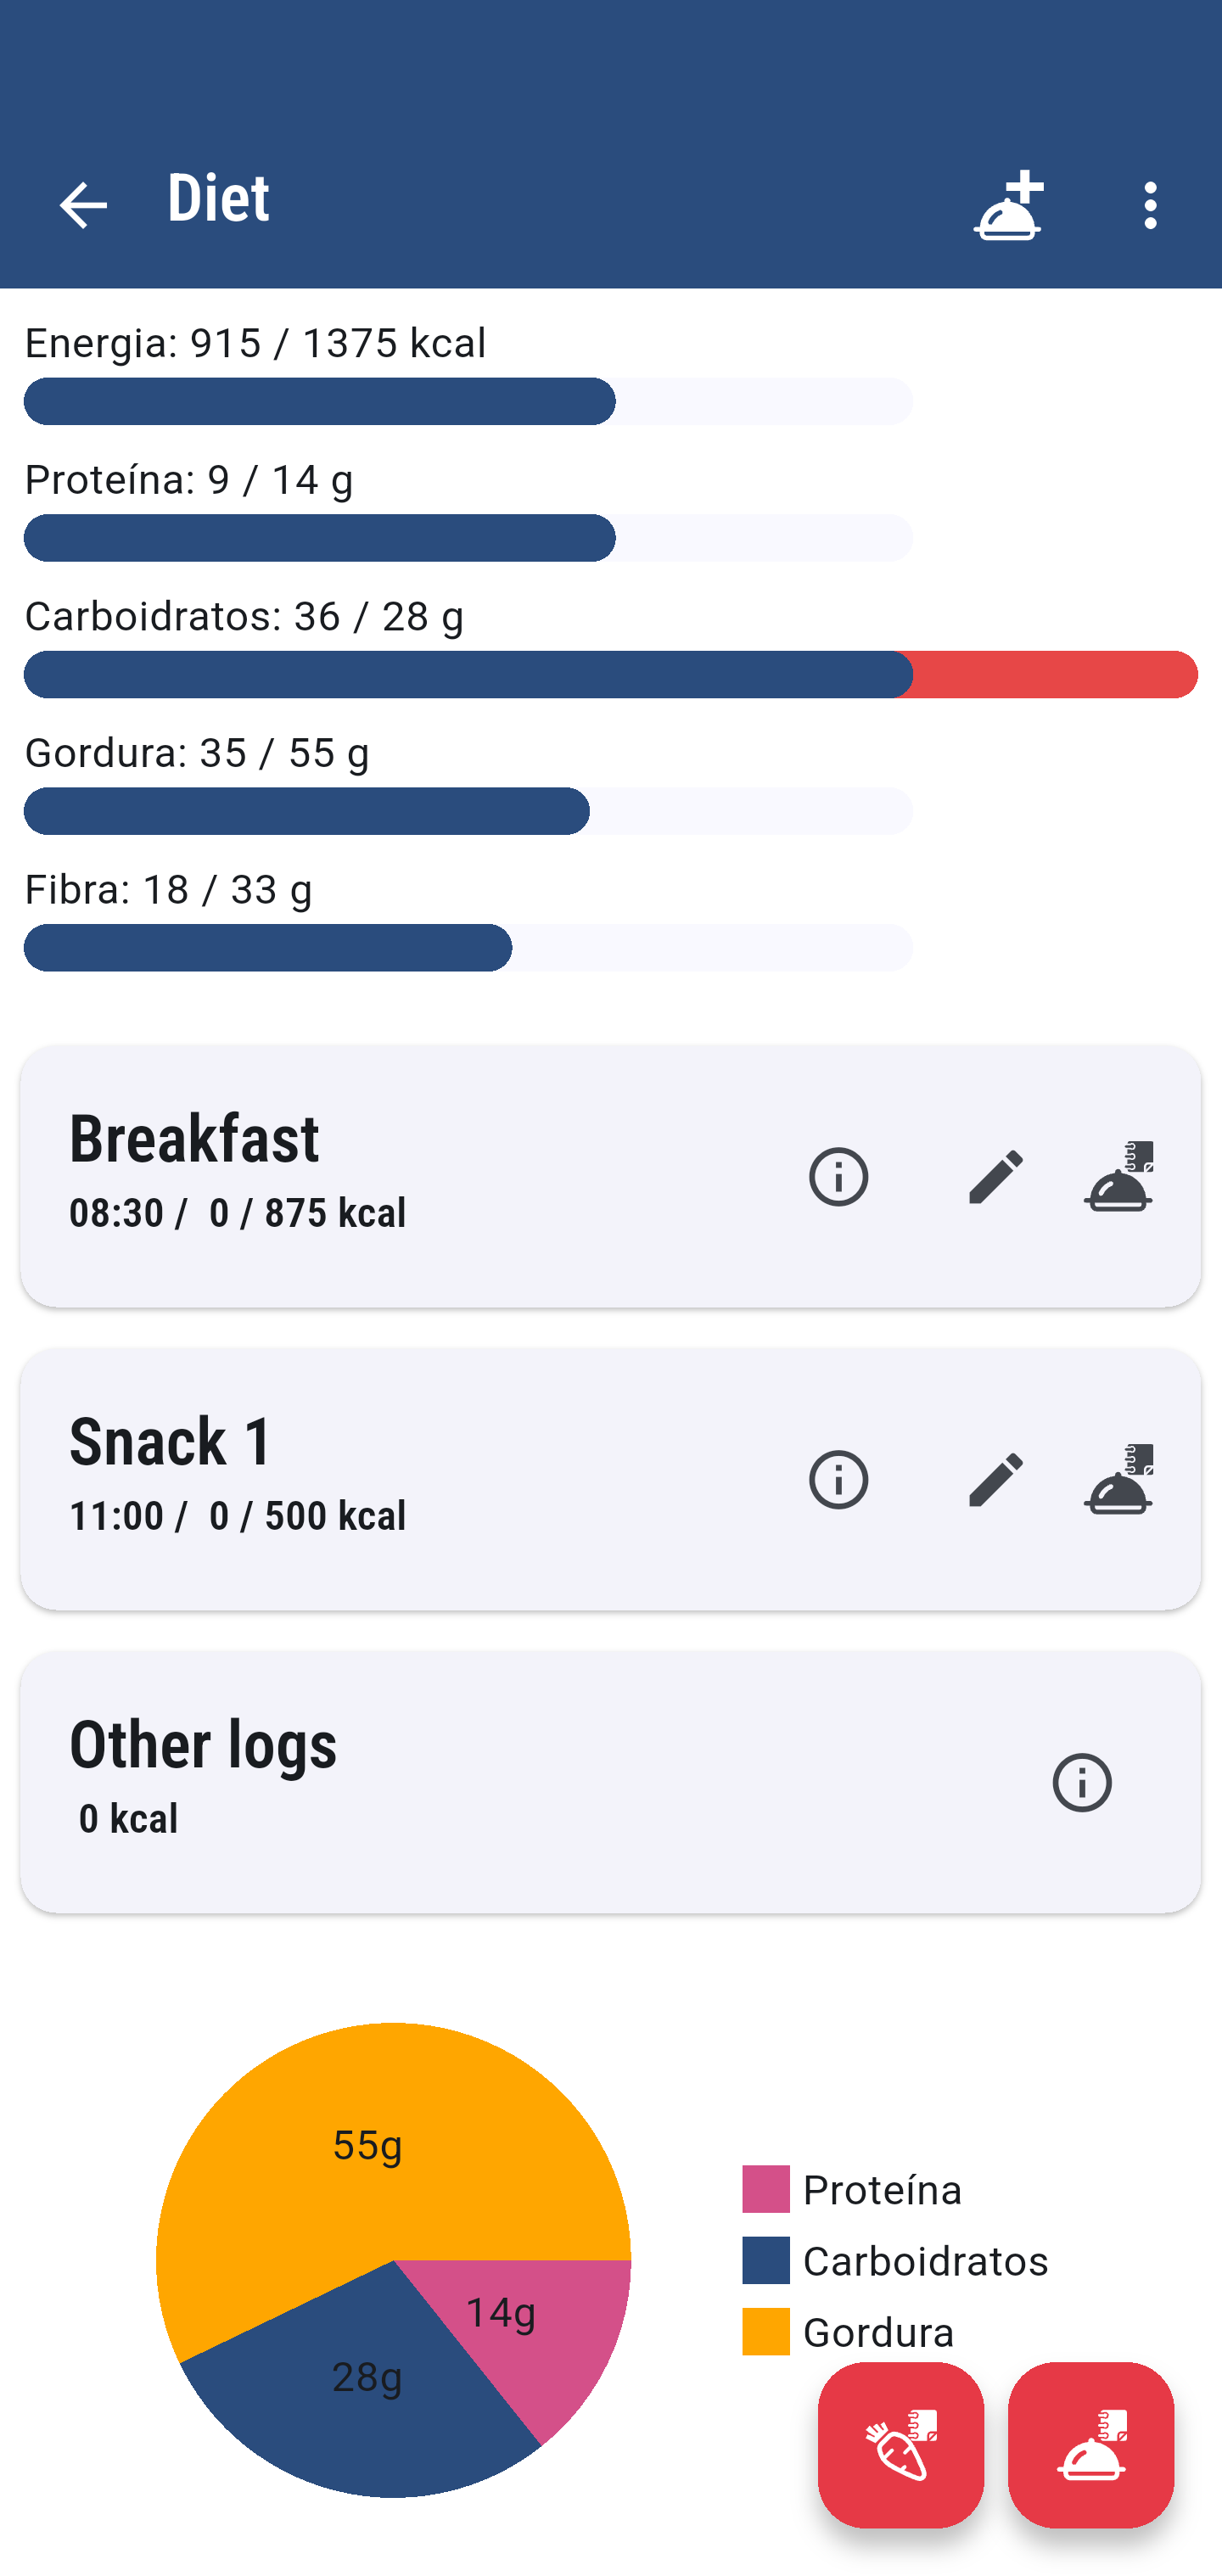 Diet
Energia: 915 / 1375 kcal
Proteína: 9 / 14 g
Carboidratos: 36 / 28 g
Gordura: 35 / 55 g
Fibra: 18 / 33 g
Breakfast
08:30 /  0 / 875 kcal
Snack 1
11:00 /  0 / 500 kcal
Other logs
0 kcal
55g
14g
28g
Proteína
Carboidratos
Gordura